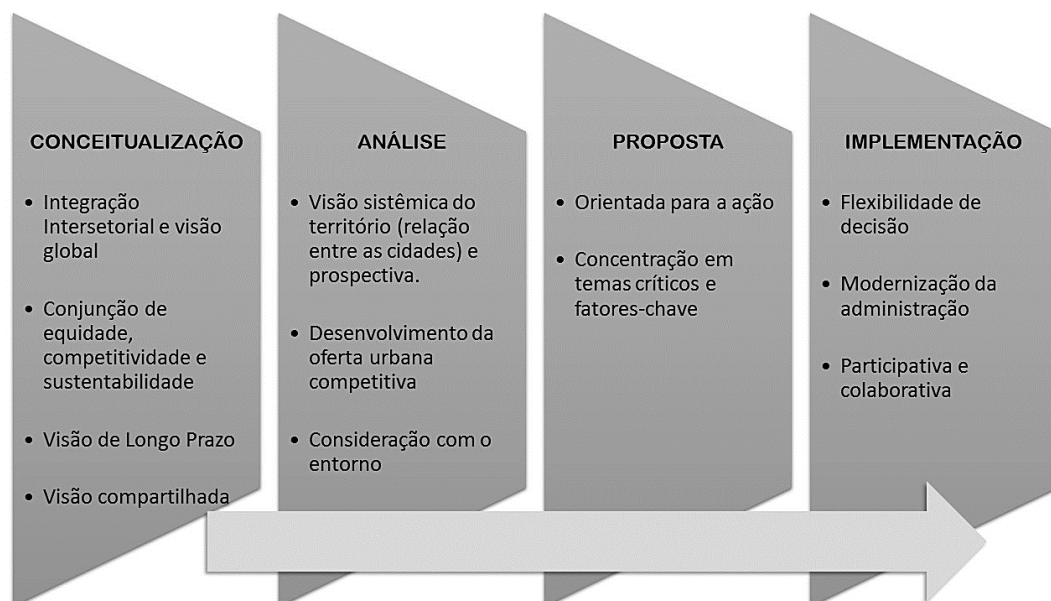 CONCEITUALIZAÇÃO
• Integração
Intersetorial e visão
global
• Conjunção de
equidade,
competitividade e
sustentabilidade
• Visão de Longo Prazo
• Visão compartilhada
ANÁLISE
• Visão sistêmica do
território (relação
entre as cidades) e
prospectiva.
• Desenvolvimento da
oferta urbana
competitiva
• Consideração com o
entorno
PROPOSTA
• Orientada para a ação
• Concentração em
temas críticos e
fatores-chave
IMPLEMENTAÇÃO
• Flexibilidade de
decisão
• Modernização da
administração
• Participativa e
colaborativa